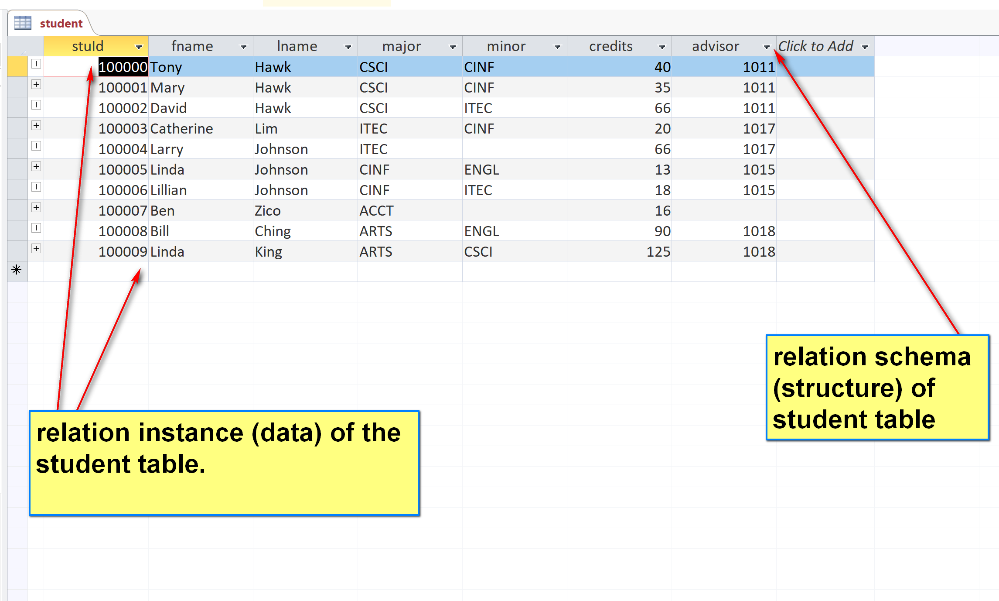 student
stuId fname lname major minor credits advisor Click to Add
100000 Tony Hawk CSCI CINF 40 1011
100001 Mary Hawk CSCI CINF 35 1011
100002 David Hawk CSCI ITEC 66 1011
100003 Catherine Lim ITEC CINF 20 1017
100004 Larry Johnson ITEC 66 1017
100005 Linda Johnson CINF ENGL 13 1015
100006 Lillian Johnson CINF ITEC 18 1015
100007 Ben Zico ACCT 16
100008 Bill Ching ARTS ENGL 90 1018
100009 Linda King ARTS CSCI 125 1018
relation schema
(structure) of
student table
relation instance (data) of the
student table.